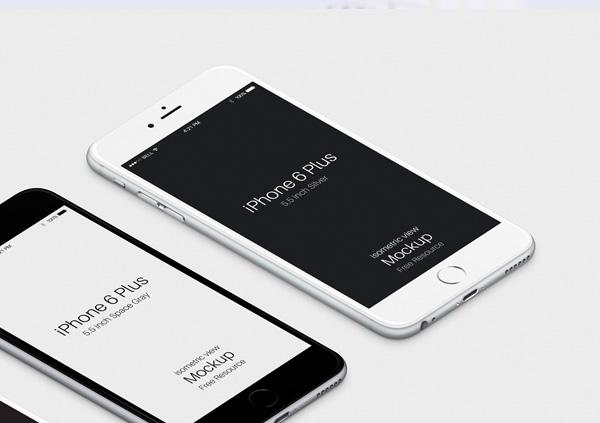 BELL
4:21 PM
100%
iPhone 6 Plus
5.5 inch Silver
Isometric view
Mockup
Free Resource
100%
iPhone 6 Plus
5.5 inch Space Gray
Isometric view
Mockup
Free Resource